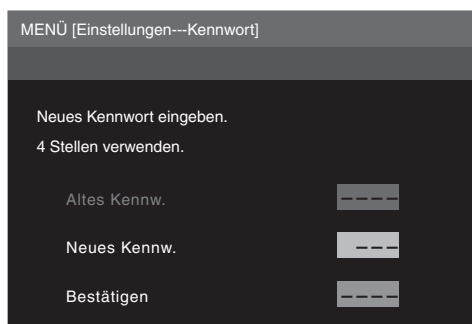 MENÜ [Einstellungen---Kennwort]
Neues Kennwort eingeben.
4 Stellen verwenden.
Altes Kennw. ----
Neues Kennw. ---
Bestätigen ----